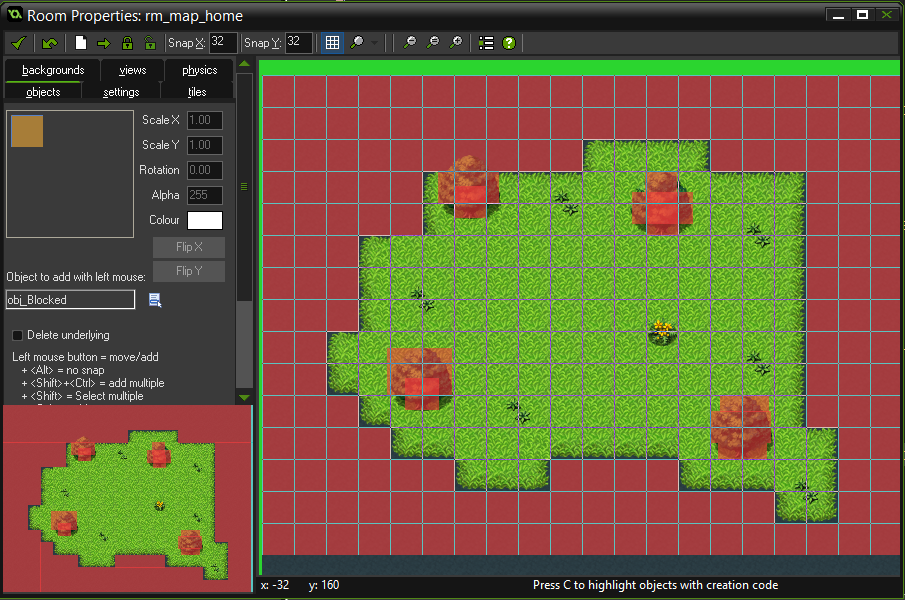 Room Properties: rm_map_home
Snap X: 32 Snap Y: 32
backgrounds views physics
objects settings tiles
Scale X 1.00
Scale Y 1.00
Rotation 0.00
Alpha 255
Colour
Flip X
Flip Y
Object to add with left mouse:
obj_Blocked
Delete underlying
Left mouse button = move/add
+ <Alt> = no snap
+ <Shift>+<Ctrl> = add multiple
+ <Shift> = Select multiple
x: -32 y: 160 Press C to highlight objects with creation code